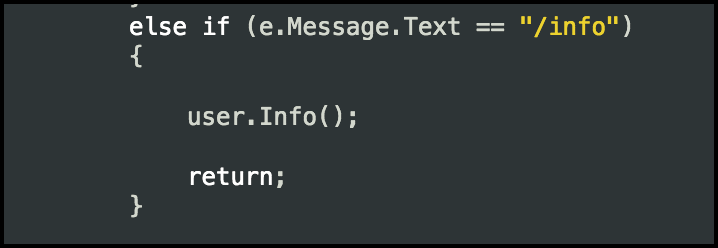 }
else if (e.Message.Text == "/info")
{
user.Info();
return;
}